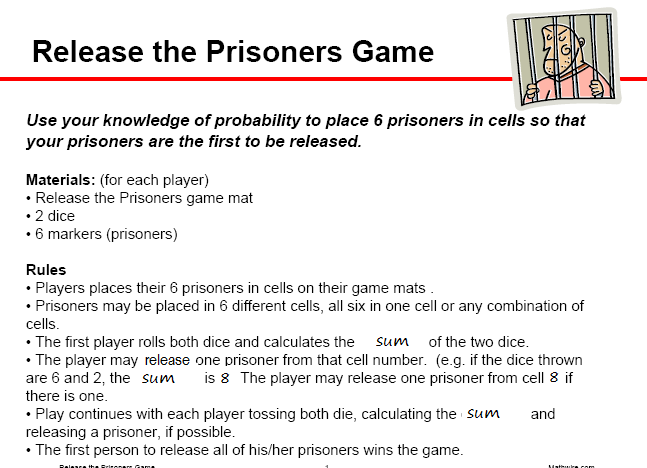 Release the Prisoners Game
Use your knowledge of probability to place 6 prisoners in cells so that
your prisoners are the first to be released.
Materials: (for each player)
• Release the Prisoners game mat
• 2 dice
• 6 markers (prisoners)
Rules
• Players places their 6 prisoners in cells on their game mats .
• Prisoners may be placed in 6 different cells, all six in one cell or any combination of
cells.
• The first player rolls both dice and calculates the sum of the two dice.
• The player may release one prisoner from that cell number. (e.g. if the dice thrown
are 6 and 2, the sum is 8 The player may release one prisoner from cell 8 if
there is one.
• Play continues with each player tossing both die, calculating the sum and
releasing a prisoner, if possible.
• The first person to release all of his/her prisoners wins the game.
Release the Prisoners Game 1 Mathwire.com